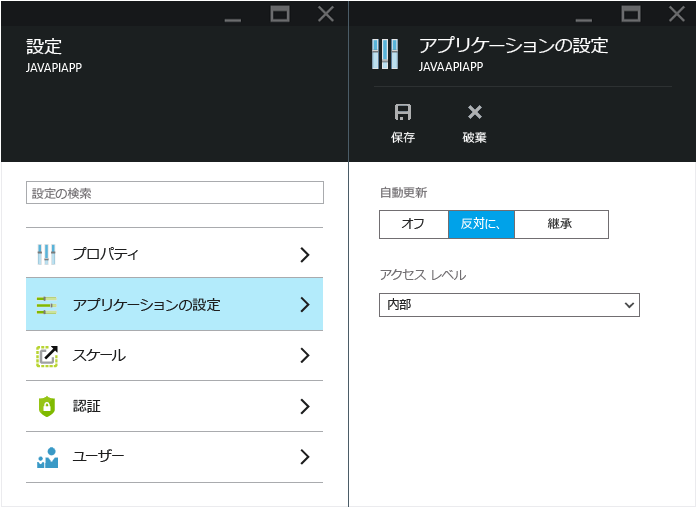 設定
JAVAPIAPP
設定の検索
プロパティ
アプリケーションの設定
スケール
認証
ユーザー
アプリケーションの設定
JAVAAPIAPP
保存 破棄
自動更新
オフ 反対に、 継承
アクセス レベル
内部